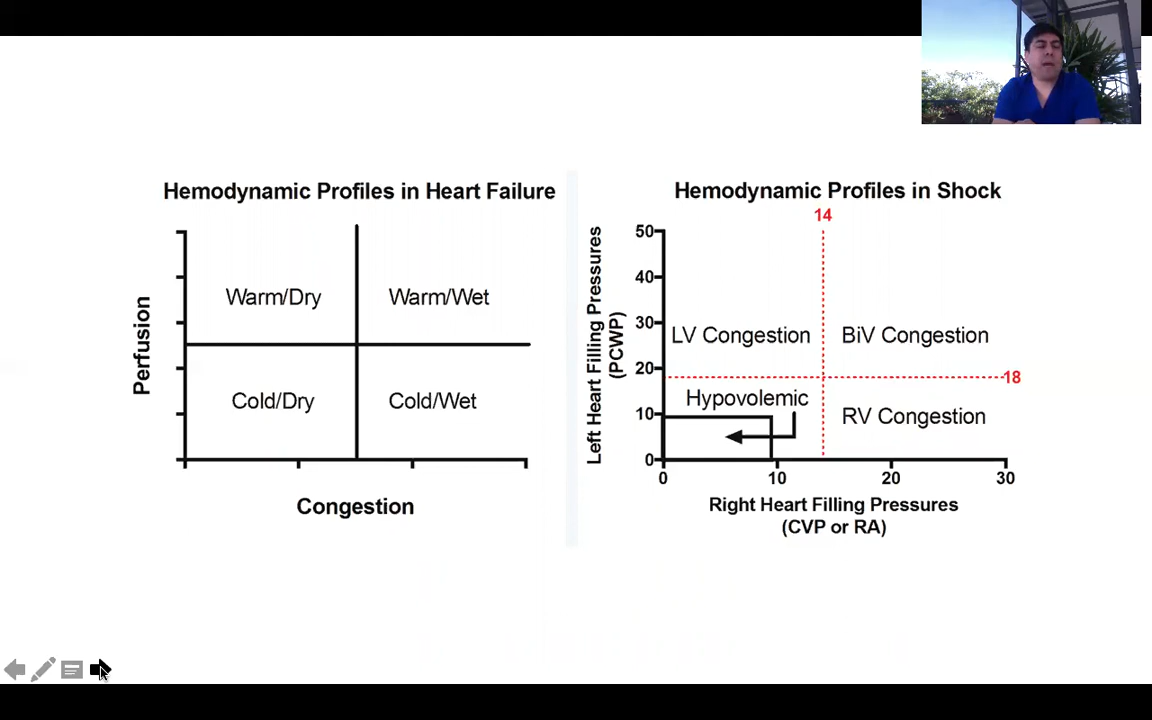 Hemodynamic Profiles in Heart Failure
Perfusion
Warm/Dry
Warm/Wet
Cold/Dry
Cold/Wet
Congestion
Hemodynamic Profiles in Shock
14
Left Heart Filling Pressures
(PCWP)
50
40
30
20
10
0
LV Congestion
BiV Congestion
18
Hypovolemic
RV Congestion
0
10
20
30
Right Heart Filling Pressures
(CVP or RA)